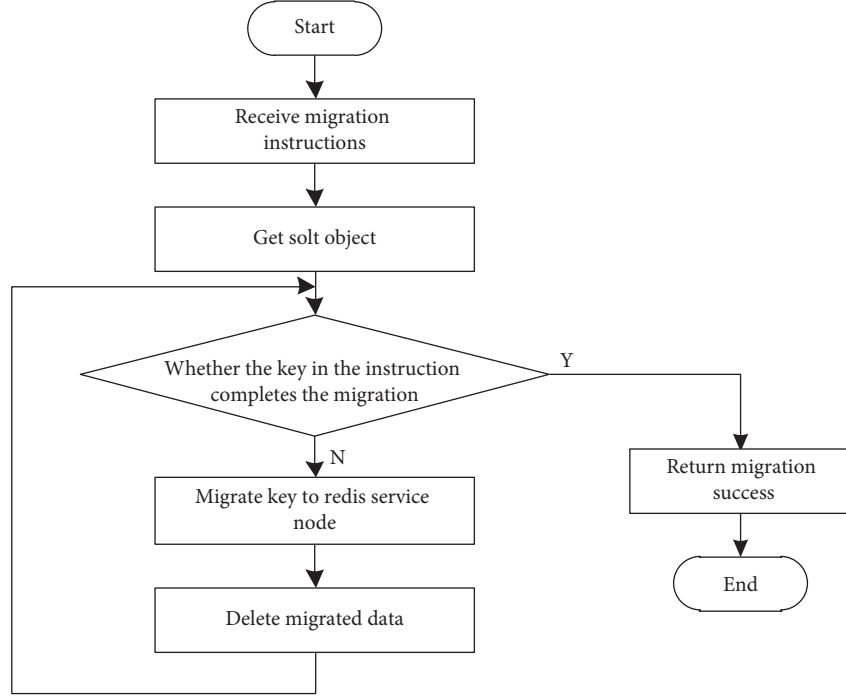 Start
Receive migration
instructions
Get solt object
Whether the key in the instruction
completes the migration
Y
N
Migrate key to redis service
node
Return migration
success
Delete migrated data
End